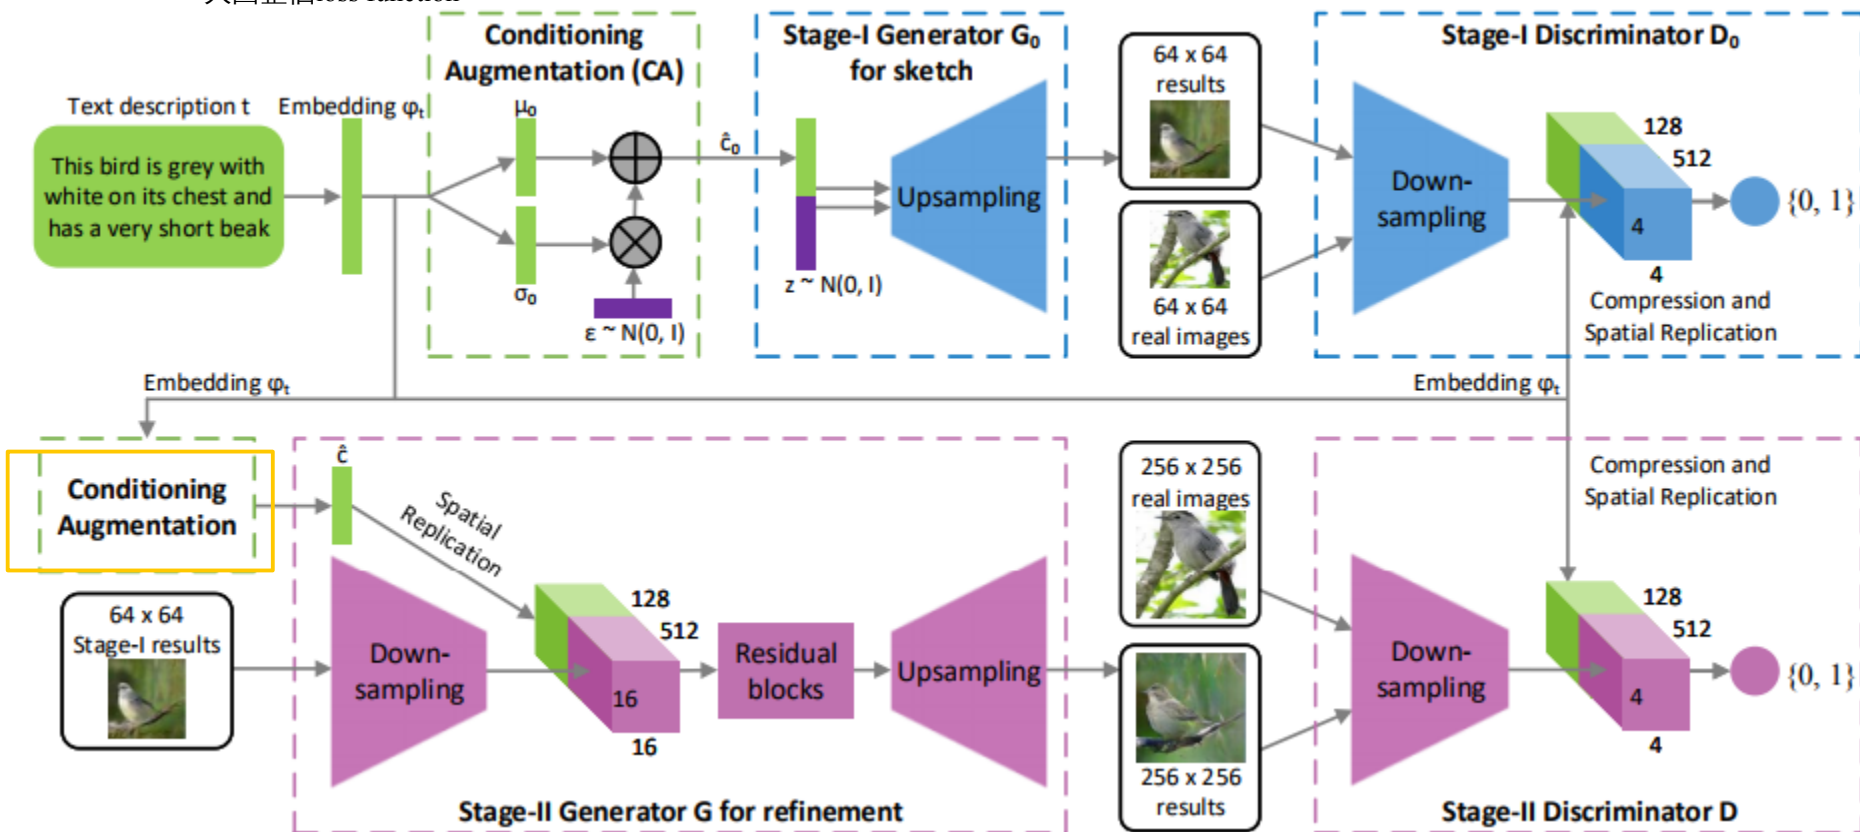 loss function
Conditioning
Augmentation (CA)
Stage-I Generator G₀
for sketch
64 x 64
results
Stage-I Discriminator D₀
Text description t
Embedding φₜ
μ₀
ĉ₀
128
512
This bird is grey with
white on its chest and
has a very short beak
Upsampling
Down-
sampling
{0, 1}
4
4
σ₀
z ~ N(0, I)
ε ~ N(0, I)
64 x 64
real images
Compression and
Spatial Replication
Embedding φₜ
Embedding φₜ
Conditioning
Augmentation
ĉ
Spatial
Replication
256 x 256
real images
Compression and
Spatial Replication
64 x 64
Stage-I results
Down-
sampling
128
512
16
16
Residual
blocks
Upsampling
Down-
sampling
128
512
4
4
{0, 1}
256 x 256
results
Stage-II Generator G for refinement
Stage-II Discriminator D